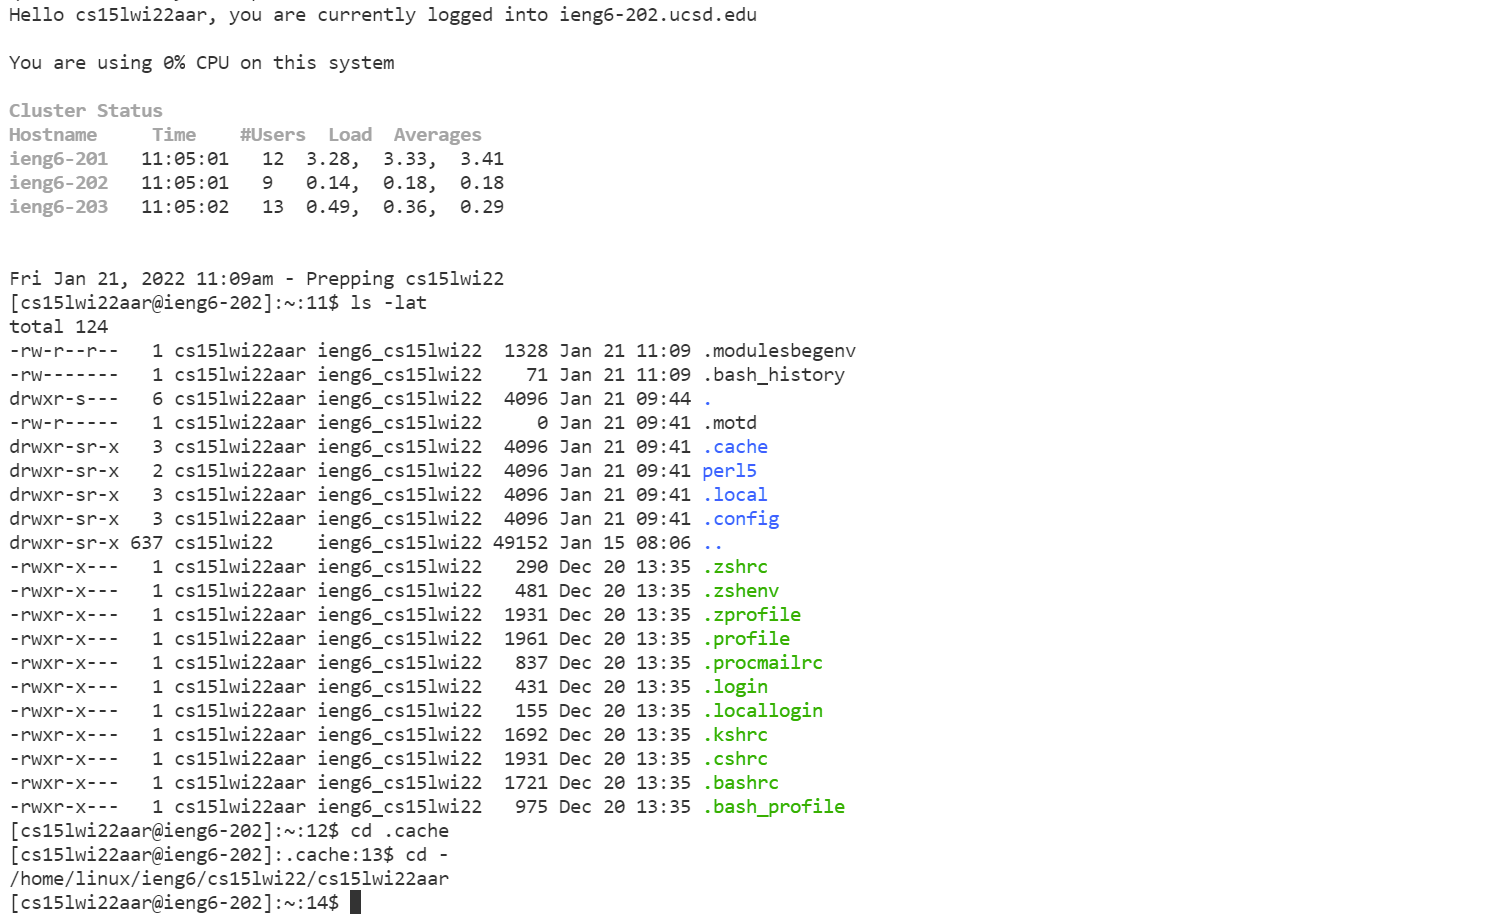 Hello cs15lwi22aar, you are currently logged into ieng6-202.ucsd.edu
You are using 0% CPU on this system
Cluster Status
Hostname     Time    #Users  Load  Averages
ieng6-201   11:05:01   12  3.28,  3.33,  3.41
ieng6-202   11:05:01   9   0.14,  0.18,  0.18
ieng6-203   11:05:02   13  0.49,  0.36,  0.29
Fri Jan 21, 2022 11:09am - Prepping cs15lwi22
[cs15lwi22aar@ieng6-202]:~:11$ ls -lat
total 124
-rw-r--r--   1 cs15lwi22aar ieng6_cs15lwi22  1328 Jan 21 11:09 .modulesbegenv
-rw-------   1 cs15lwi22aar ieng6_cs15lwi22    71 Jan 21 11:09 .bash_history
drwxr-s---   6 cs15lwi22aar ieng6_cs15lwi22  4096 Jan 21 09:44 .
-rw-r-----   1 cs15lwi22aar ieng6_cs15lwi22     0 Jan 21 09:41 .motd
drwxr-sr-x   3 cs15lwi22aar ieng6_cs15lwi22  4096 Jan 21 09:41 .cache
drwxr-sr-x   2 cs15lwi22aar ieng6_cs15lwi22  4096 Jan 21 09:41 perl5
drwxr-sr-x   3 cs15lwi22aar ieng6_cs15lwi22  4096 Jan 21 09:41 .local
drwxr-sr-x   3 cs15lwi22aar ieng6_cs15lwi22  4096 Jan 21 09:41 .config
drwxr-sr-x 637 cs15lwi22    ieng6_cs15lwi22 49152 Jan 15 08:06 ..
-rwxr-x---   1 cs15lwi22aar ieng6_cs15lwi22   290 Dec 20 13:35 .zshrc
-rwxr-x---   1 cs15lwi22aar ieng6_cs15lwi22   481 Dec 20 13:35 .zshenv
-rwxr-x---   1 cs15lwi22aar ieng6_cs15lwi22  1931 Dec 20 13:35 .zprofile
-rwxr-x---   1 cs15lwi22aar ieng6_cs15lwi22  1961 Dec 20 13:35 .profile
-rwxr-x---   1 cs15lwi22aar ieng6_cs15lwi22   837 Dec 20 13:35 .procmailrc
-rwxr-x---   1 cs15lwi22aar ieng6_cs15lwi22   431 Dec 20 13:35 .login
-rwxr-x---   1 cs15lwi22aar ieng6_cs15lwi22   155 Dec 20 13:35 .locallogin
-rwxr-x---   1 cs15lwi22aar ieng6_cs15lwi22  1692 Dec 20 13:35 .kshrc
-rwxr-x---   1 cs15lwi22aar ieng6_cs15lwi22  1931 Dec 20 13:35 .cshrc
-rwxr-x---   1 cs15lwi22aar ieng6_cs15lwi22  1721 Dec 20 13:35 .bashrc
-rwxr-x---   1 cs15lwi22aar ieng6_cs15lwi22   975 Dec 20 13:35 .bash_profile
[cs15lwi22aar@ieng6-202]:~:12$ cd .cache
[cs15lwi22aar@ieng6-202]:.cache:13$ cd -
/home/linux/ieng6/cs15lwi22/cs15lwi22aar
[cs15lwi22aar@ieng6-202]:~:14$